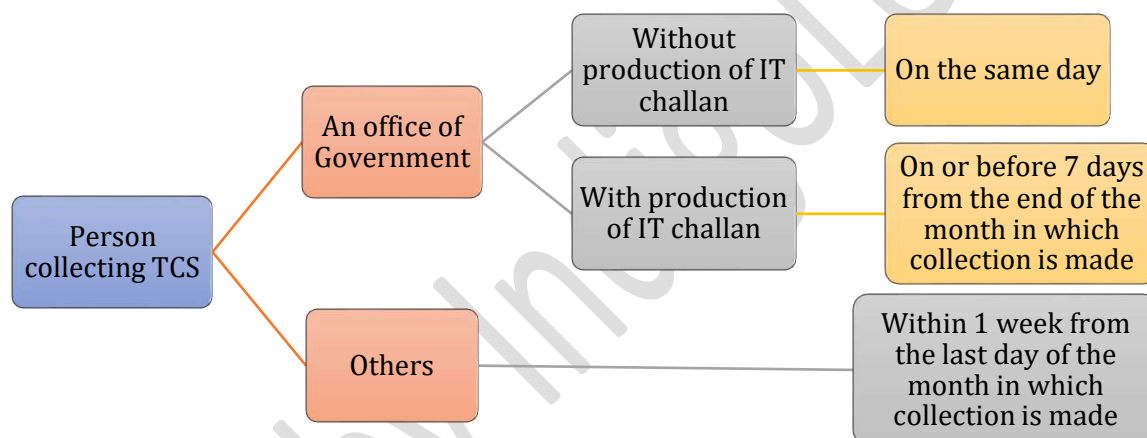 Without
production of IT
challan
On the same day
An office of
Government
With production
of IT challan
On or before 7 days
from the end of the
month in which
collection is made
Person
collecting TCS
Others
Within 1 week from
the last day of the
month in which
collection is made